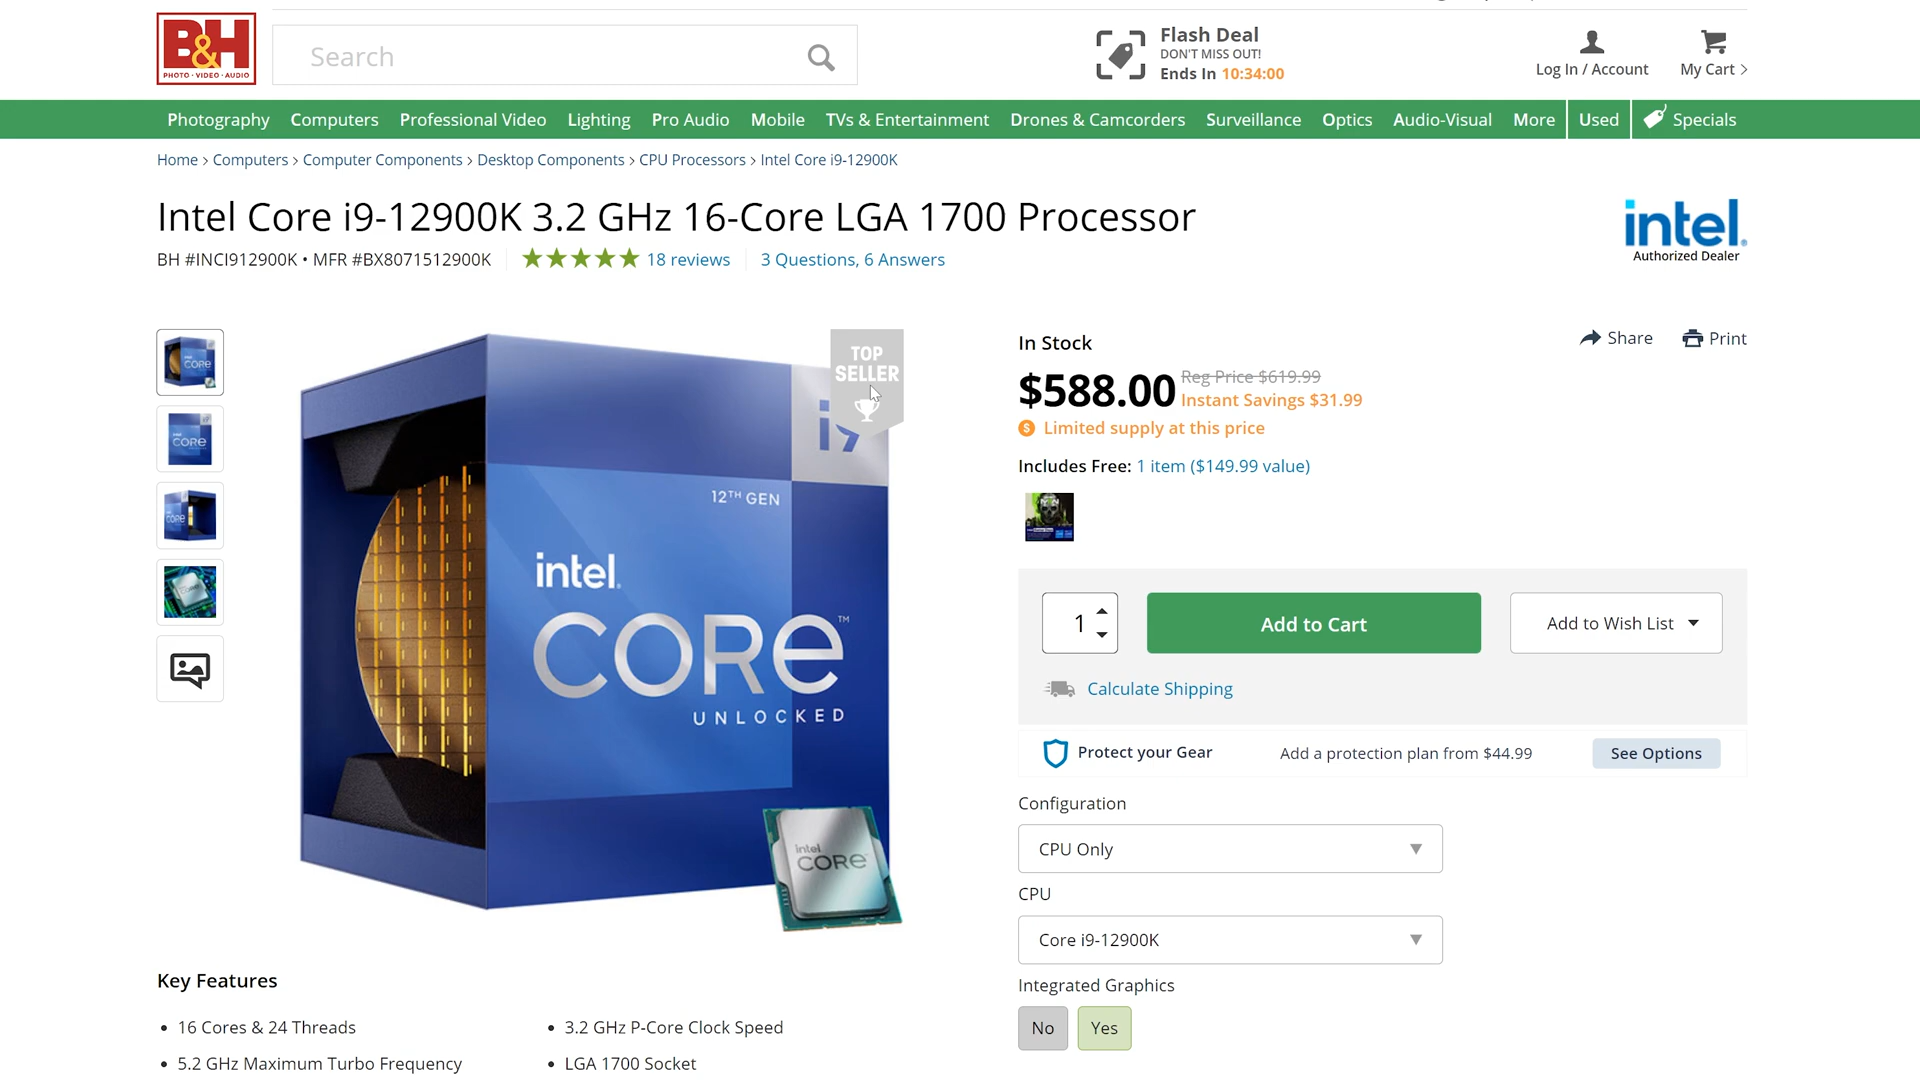 B&H
PHOTO · VIDEO · AUDIO
Search
Flash Deal
DON'T MISS OUT!
Ends In 10:34:00
Log In / Account
My Cart >
Photography Computers Professional Video Lighting Pro Audio Mobile TVs & Entertainment Drones & Camcorders Surveillance Optics Audio-Visual More Used Specials
Home > Computers > Computer Components > Desktop Components > CPU Processors > Intel Core i9-12900K
Intel Core i9-12900K 3.2 GHz 16-Core LGA 1700 Processor
BH #INCI912900K • MFR #BX8071512900K
18 reviews
3 Questions, 6 Answers
intel.
Authorized Dealer
TOP
SELLER
i9
12TH GEN
intel.
CORE™
UNLOCKED
intel
CORE
In Stock
Share
Print
$588.00
Reg Price $619.99
Instant Savings $31.99
Limited supply at this price
Includes Free: 1 item ($149.99 value)
1
Add to Cart
Add to Wish List
Calculate Shipping
Protect your Gear
Add a protection plan from $44.99
See Options
Configuration
CPU Only
CPU
Core i9-12900K
Integrated Graphics
No
Yes
Key Features
• 16 Cores & 24 Threads
• 3.2 GHz P-Core Clock Speed
• 5.2 GHz Maximum Turbo Frequency
• LGA 1700 Socket